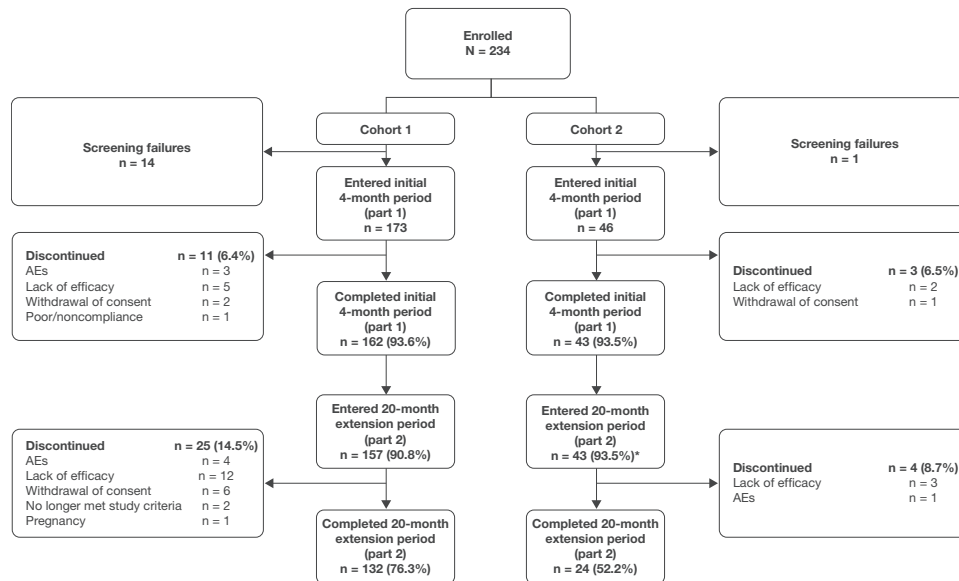 Enrolled
N = 234
Cohort 1
Cohort 2
Screening failures
n = 14
Screening failures
n = 1
Entered initial
4-month period
(part 1)
n = 173
Entered initial
4-month period
(part 1)
n = 46
Discontinued n = 11 (6.4%)
AEs n = 3
Lack of efficacy n = 5
Withdrawal of consent n = 2
Poor/noncompliance n = 1
Discontinued n = 3 (6.5%)
Lack of efficacy n = 2
Withdrawal of consent n = 1
Completed initial
4-month period
(part 1)
n = 162 (93.6%)
Completed initial
4-month period
(part 1)
n = 43 (93.5%)
Entered 20-month
extension period
(part 2)
n = 157 (90.8%)
Entered 20-month
extension period
(part 2)
n = 43 (93.5%)*
Discontinued n = 25 (14.5%)
AEs n = 4
Lack of efficacy n = 12
Withdrawal of consent n = 6
No longer met study criteria n = 2
Pregnancy n = 1
Discontinued n = 4 (8.7%)
Lack of efficacy n = 3
AEs n = 1
Completed 20-month
extension period
(part 2)
n = 132 (76.3%)
Completed 20-month
extension period
(part 2)
n = 24 (52.2%)